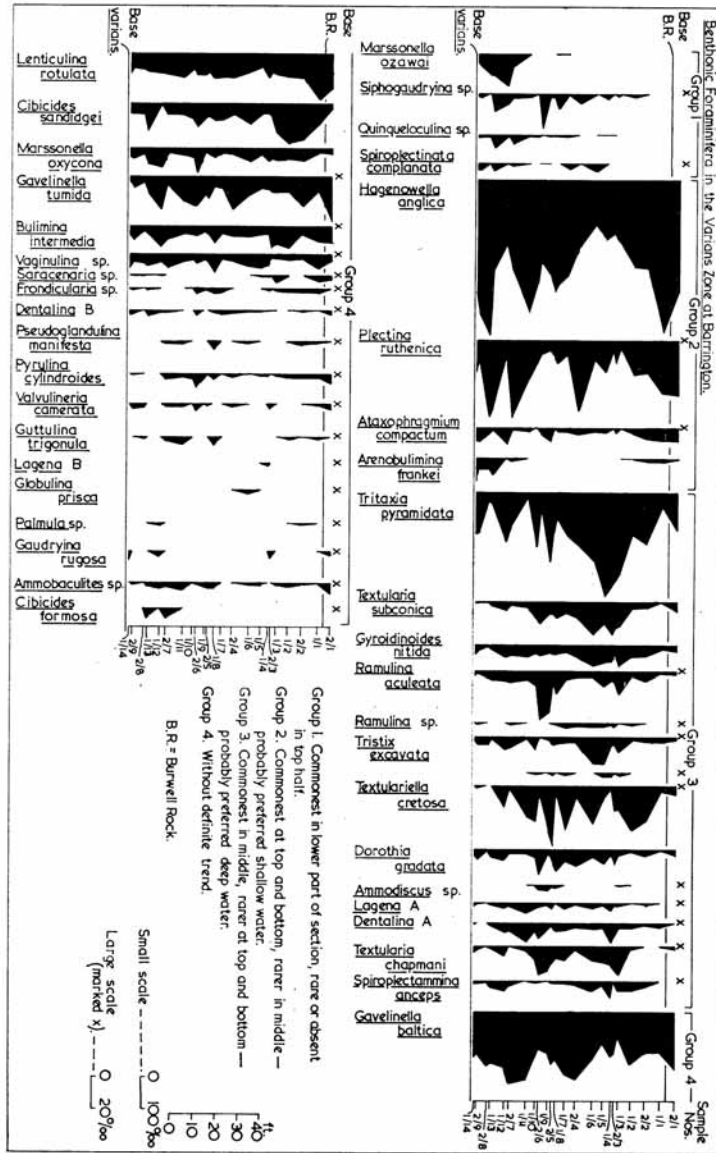 Benthonic Foraminifera in the Varians Zone at Barrington.
Base
varians.
B.R.
Base
varians.
B.R.
Base
Group 1
Group 2
Group 3
Group 4
Sample
Nos.
Marssonella
ozawai
Siphogaudryina sp.
Quinqueloculina sp.
Spiroplectinata
complanata
Hagenowella
anglica
Plectina
ruthenica
Ataxophragmium
compactum
Arenobulimina
frankei
Tritaxia
pyramidata
Textularia
subconica
Gyroidinoides
nitida
Ramulina
aculeata
Ramulina sp.
Tristix
excavata
Textulariella
cretosa
Dorothia
gradata
Ammodiscus sp.
Lagena A
Dentalina A
Textularia
chapmani
Spiroplectammina
anceps
Gavelinella
baltica
Lenticulina
rotulata
Cibicides
sandidgei
Marssonella
oxycona
Gavelinella
tumida
Bulimina
intermedia
Vaginulina sp.
Saracenaria sp.
Frondicularia sp.
Dentalina B
Pseudoglandulina
manifesta
Pyrulina
cylindroides
Valvulineria
camerata
Guttulina
trigonula
Lagena B
Globulina
prisca
Palmula sp.
Gaudryina
rugosa
Ammobaculites sp.
Cibicides
formosa
Group 4
Group 1. Commonest in lower part of section, rare or absent
in top half.
Group 2. Commonest at top and bottom, rarer in middle —
probably preferred shallow water.
Group 3. Commonest in middle, rarer at top and bottom —
probably preferred deep water.
Group 4. Without definite trend.
B.R. = Burwell Rock.
ft.
0 10 20 30 40
Small scale 0 100‰
Large scale 0 20‰
(marked x)